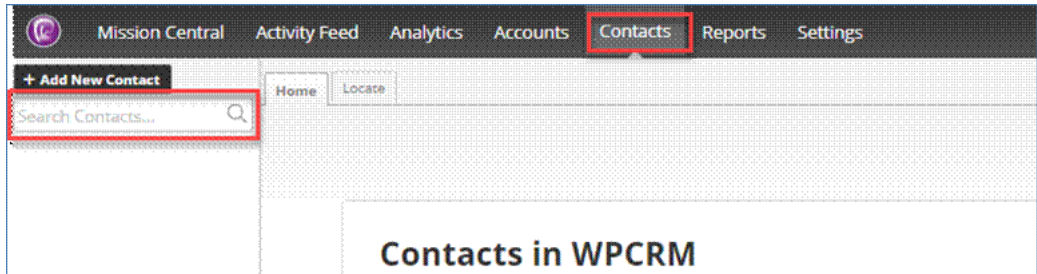 Mission Central Activity Feed Analytics Accounts Contacts Reports Settings
+ Add New Contact
Home Locate
Search Contacts...
Contacts in WPCRM